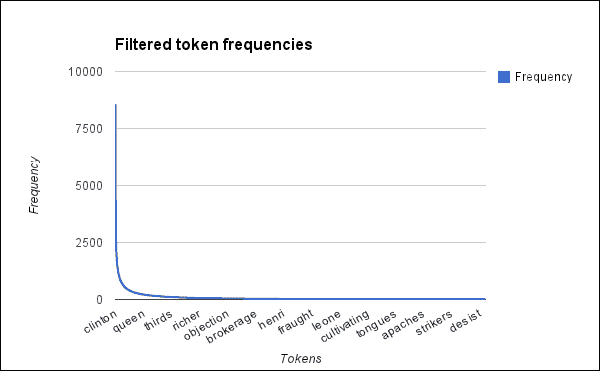 Filtered token frequencies
10000
7500
5000
2500
0
Frequency
Frequency
clinton
queen
thirds
richer
objection
brokerage
henri
fraught
leone
cultivating
tongues
apaches
strikers
desist
Tokens